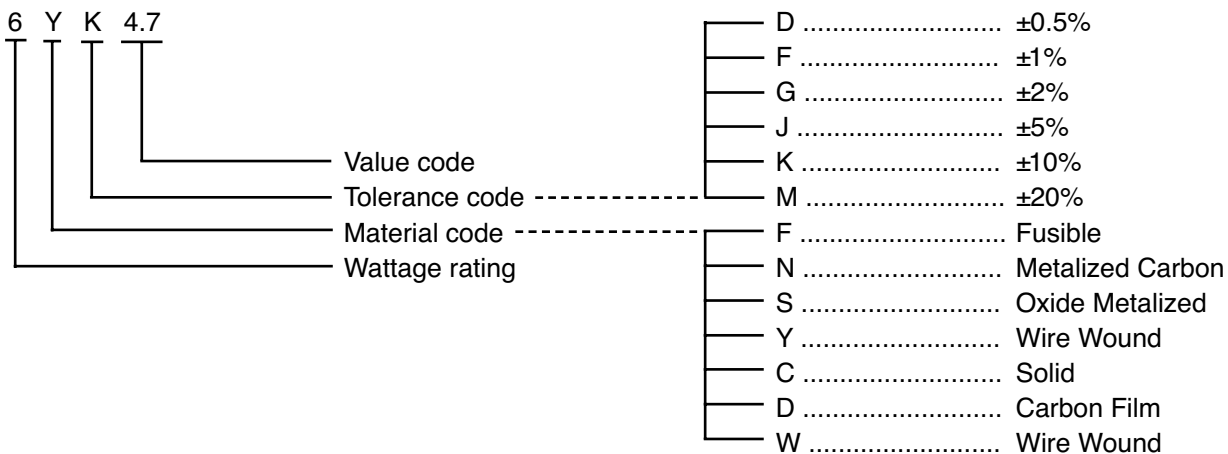 6 Y K 4.7
Value code
Tolerance code
Material code
Wattage rating
D ........................... ±0.5%
F ........................... ±1%
G ........................... ±2%
J ............................ ±5%
K ........................... ±10%
M ........................... ±20%
F ............................ Fusible
N ........................... Metalized Carbon
S ........................... Oxide Metalized
Y ........................... Wire Wound
C ........................... Solid
D ........................... Carbon Film
W .......................... Wire Wound